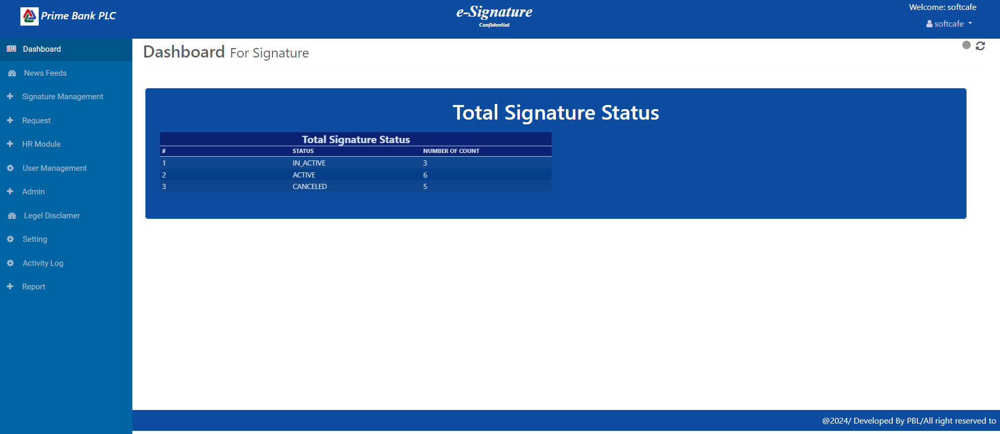 Prime Bank PLC
e-Signature
Confidential
Welcome: softcafe
softcafe
Dashboard
News Feeds
Signature Management
Request
HR Module
User Management
Admin
Legel Disclamer
Setting
Activity Log
Report
Dashboard For Signature
Total Signature Status
Total Signature Status
# STATUS NUMBER OF COUNT
1 IN_ACTIVE 3
2 ACTIVE 6
3 CANCELED 5
@2024/ Developed By PBL/All right reserved to